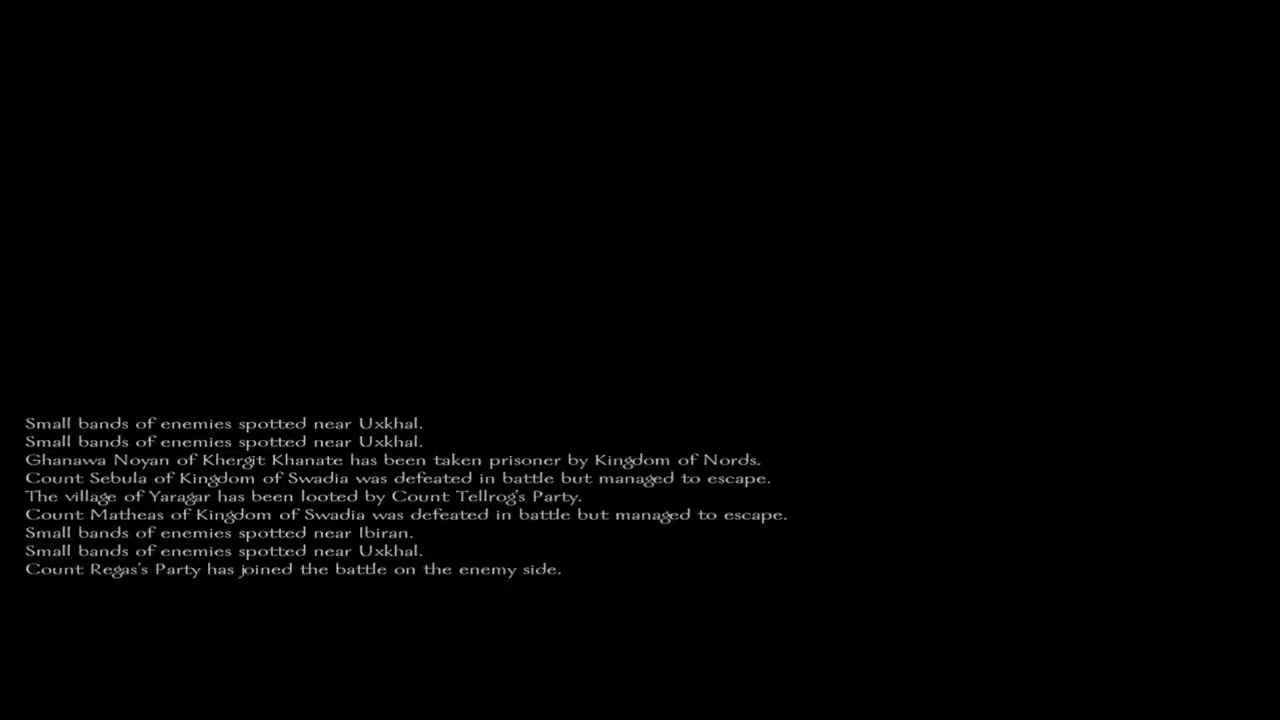 Small bands of enemies spotted near Uxkhal.
Small bands of enemies spotted near Uxkhal.
Ghanawa Noyan of Khergit Khanate has been taken prisoner by Kingdom of Nords.
Count Sebula of Kingdom of Swadia was defeated in battle but managed to escape.
The village of Yaragar has been looted by Count Tellrog's Party.
Count Matheas of Kingdom of Swadia was defeated in battle but managed to escape.
Small bands of enemies spotted near Ibiran.
Small bands of enemies spotted near Uxkhal.
Count Regas's Party has joined the battle on the enemy side.